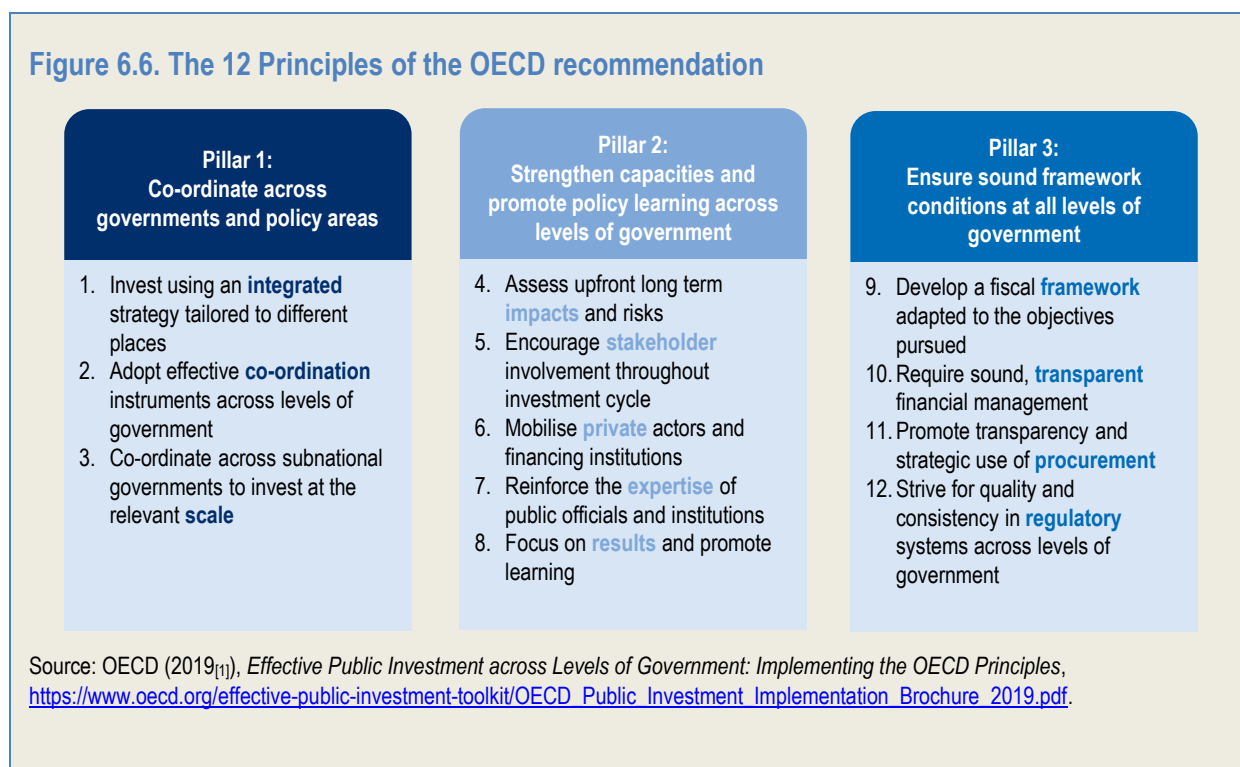 Figure 6.6. The 12 Principles of the OECD recommendation
Pillar 1:
Co-ordinate across
governments and policy areas
1. Invest using an integrated
strategy tailored to different
places
2. Adopt effective co-ordination
instruments across levels of
government
3. Co-ordinate across subnational
governments to invest at the
relevant scale
Pillar 2:
Strengthen capacities and
promote policy learning across
levels of government
4. Assess upfront long term
impacts and risks
5. Encourage stakeholder
involvement throughout
investment cycle
6. Mobilise private actors and
financing institutions
7. Reinforce the expertise of
public officials and institutions
8. Focus on results and promote
learning
Pillar 3:
Ensure sound framework
conditions at all levels of
government
9. Develop a fiscal framework
adapted to the objectives
pursued
10. Require sound, transparent
financial management
11. Promote transparency and
strategic use of procurement
12. Strive for quality and
consistency in regulatory
systems across levels of
government
Source: OECD (2019[1]), Effective Public Investment across Levels of Government: Implementing the OECD Principles,
https://www.oecd.org/effective-public-investment-toolkit/OECD_Public_Investment_Implementation_Brochure_2019.pdf.